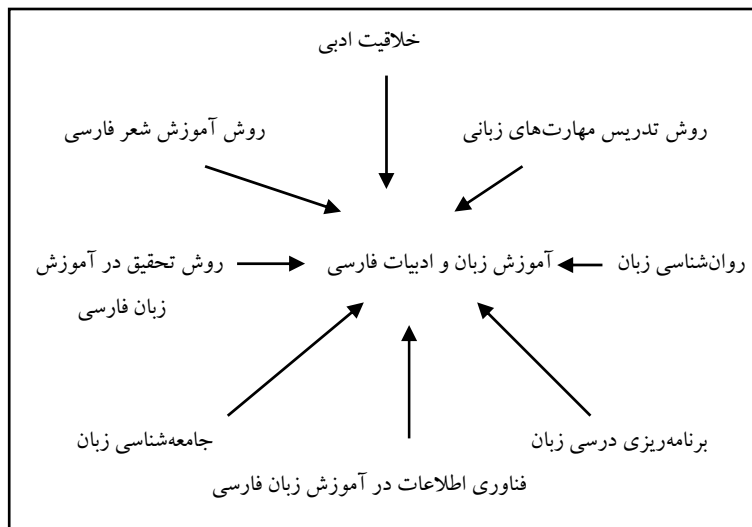 خلاقیت ادبی
روش تدریس مهارت‌های زبانی
روش آموزش شعر فارسی
روان‌شناسی زبان
آموزش زبان و ادبیات فارسی
روش تحقیق در آموزش
زبان فارسی
برنامه‌ریزی درسی زبان
جامعه‌شناسی زبان
فناوری اطلاعات در آموزش زبان فارسی